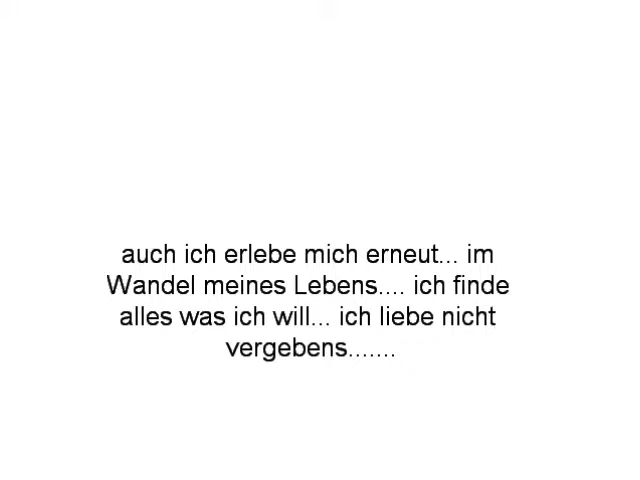 auch ich erlebe mich erneut... im
Wandel meines Lebens.... ich finde
alles was ich will... ich liebe nicht
vergebens.......